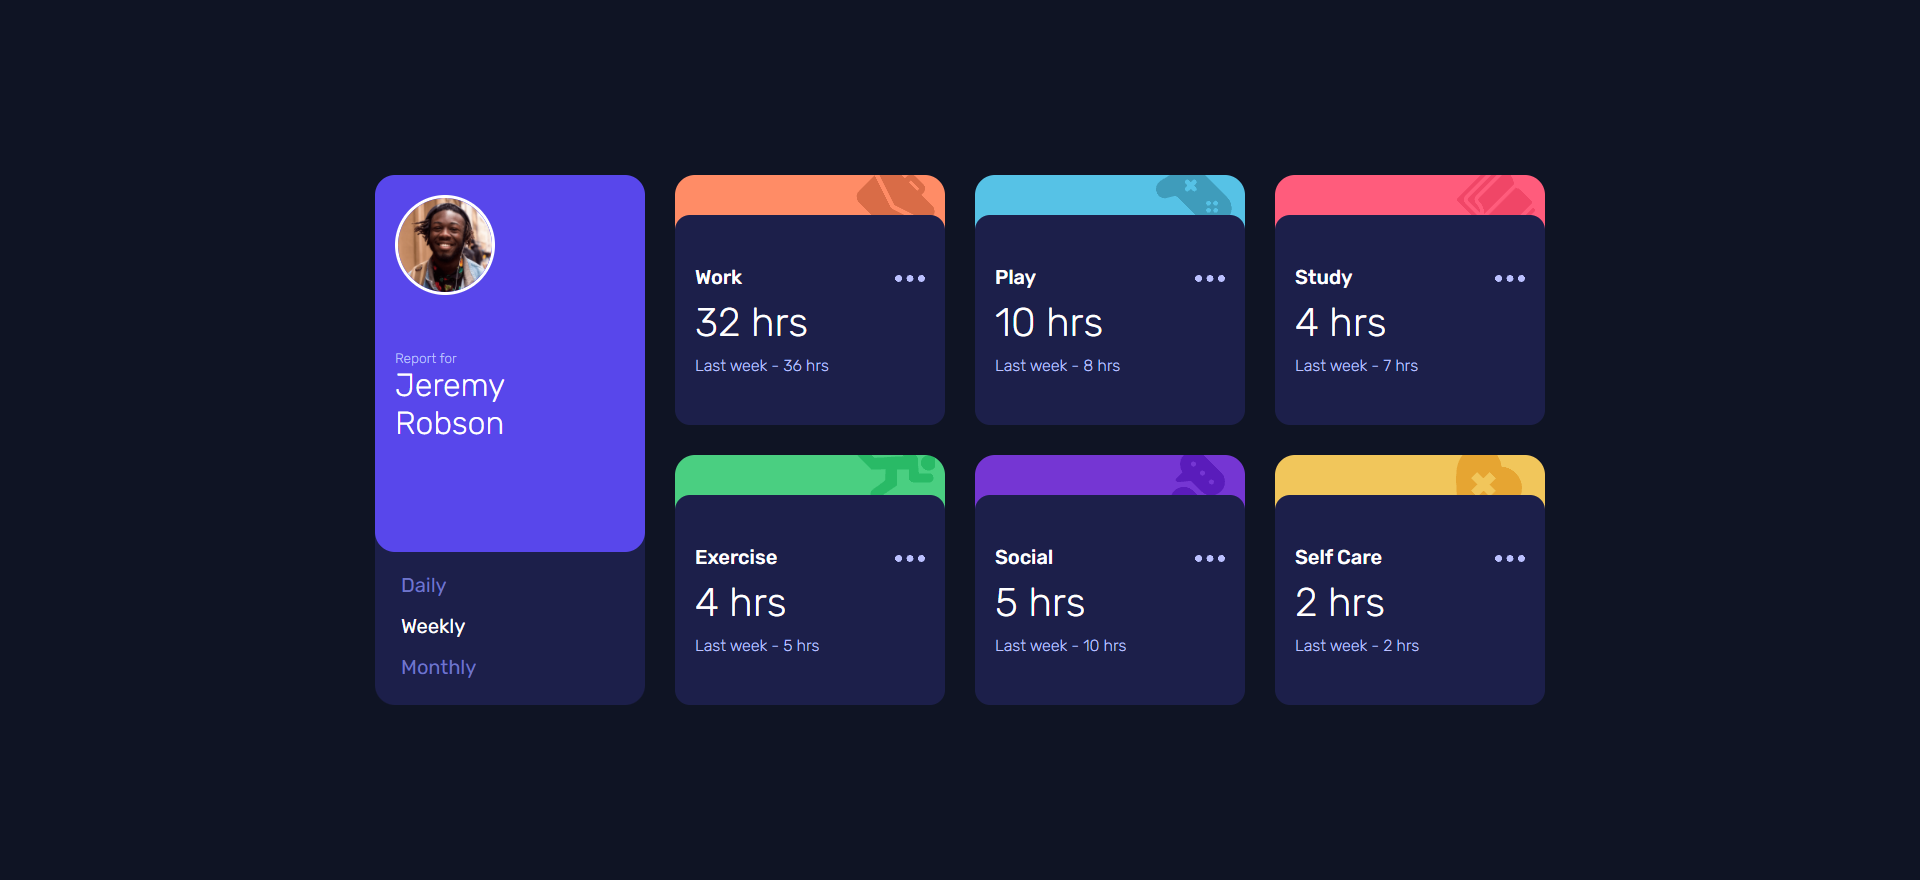 Report for
Jeremy
Robson
Daily
Weekly
Monthly
Work
32 hrs
Last week - 36 hrs
Play
10 hrs
Last week - 8 hrs
Study
4 hrs
Last week - 7 hrs
Exercise
4 hrs
Last week - 5 hrs
Social
5 hrs
Last week - 10 hrs
Self Care
2 hrs
Last week - 2 hrs